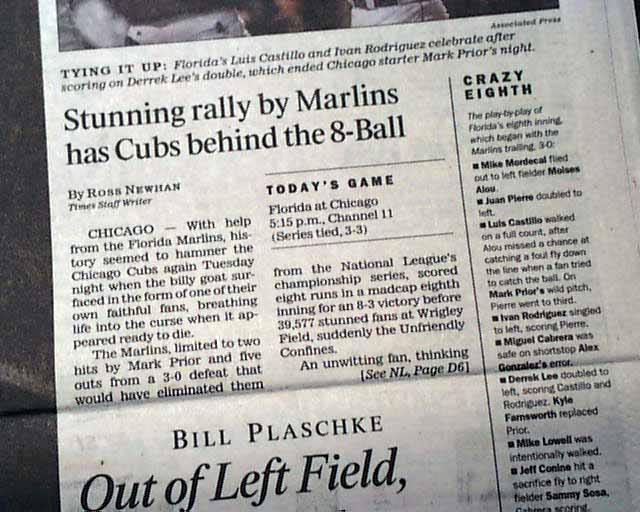 Associated Press
TYING IT UP: Florida's Luis Castillo and Ivan Rodriguez celebrate after
scoring on Derrek Lee's double, which ended Chicago starter Mark Prior's night.
Stunning rally by Marlins
has Cubs behind the 8-Ball
By ROSS NEWHAN
Times Staff Writer
CHICAGO — With help
from the Florida Marlins, his-
tory seemed to hammer the
Chicago Cubs again Tuesday
night when the billy goat sur-
faced in the form of one of their
own faithful fans, breathing
life into the curse when it ap-
peared ready to die.
The Marlins, limited to two
hits by Mark Prior and five
outs from a 3-0 defeat that
would have eliminated them
TODAY'S GAME
Florida at Chicago
5:15 p.m., Channel 11
(Series tied, 3-3)
from the National League's
championship series, scored
eight runs in a madcap eighth
inning for an 8-3 victory before
39,577 stunned fans at Wrigley
Field, suddenly the Unfriendly
Confines.
An unwitting fan, thinking
[See NL, Page D6]
CRAZY
EIGHTH
The play-by-play of
Florida's eighth inning,
which began with the
Marlins trailing, 3-0:
■ Mike Mordecai flied
out to left fielder Moises
Alou.
■ Juan Pierre doubled to
left.
■ Luis Castillo walked
on a full count, after
Alou missed a chance at
catching a foul fly down
the line when a fan tried
to catch the ball. On
Mark Prior's wild pitch,
Pierre went to third.
■ Ivan Rodriguez singled
to left, scoring Pierre.
■ Miguel Cabrera was
safe on shortstop Alex
Gonzalez's error.
■ Derrek Lee doubled to
left, scoring Castillo and
Rodriguez. Kyle
Farnsworth replaced
Prior.
■ Mike Lowell was
intentionally walked.
■ Jeff Conine hit a
sacrifice fly to right
fielder Sammy Sosa,
Cabrera scoring.
BILL PLASCHKE
Out of Left Field,